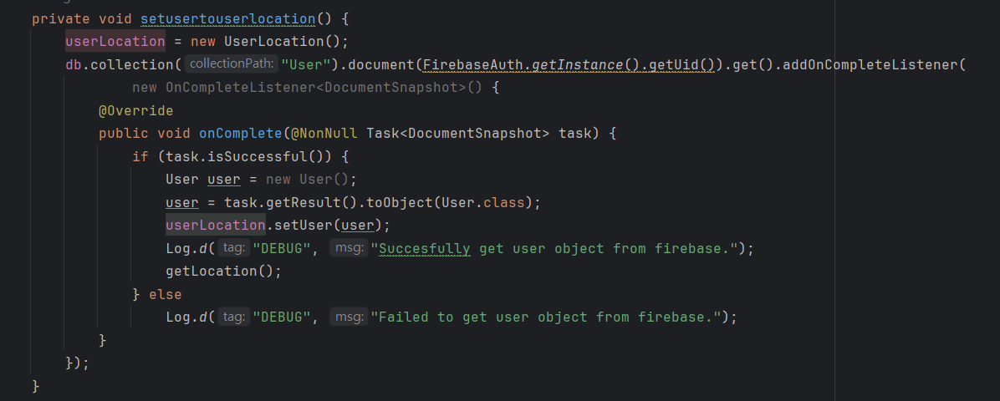 private void setusertouserlocation() {
userLocation = new UserLocation();
db.collection( collectionPath: "User").document(FirebaseAuth.getInstance().getUid()).get().addOnCompleteListener(
new OnCompleteListener<DocumentSnapshot>() {
@Override
public void onComplete(@NonNull Task<DocumentSnapshot> task) {
if (task.isSuccessful()) {
User user = new User();
user = task.getResult().toObject(User.class);
userLocation.setUser(user);
Log.d( tag: "DEBUG", msg: "Succesfully get user object from firebase.");
getLocation();
} else
Log.d( tag: "DEBUG", msg: "Failed to get user object from firebase.");
}
});
}